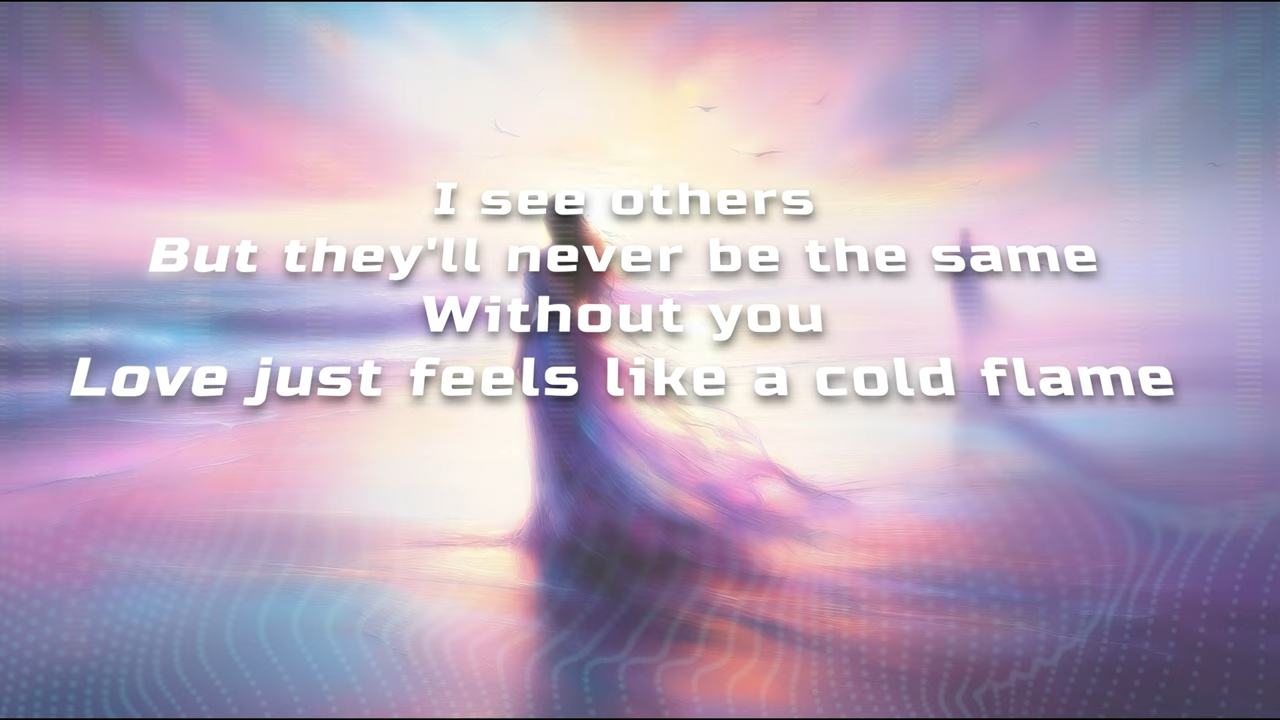 I see others
But they'll never be the same
Without you
Love just feels like a cold flame